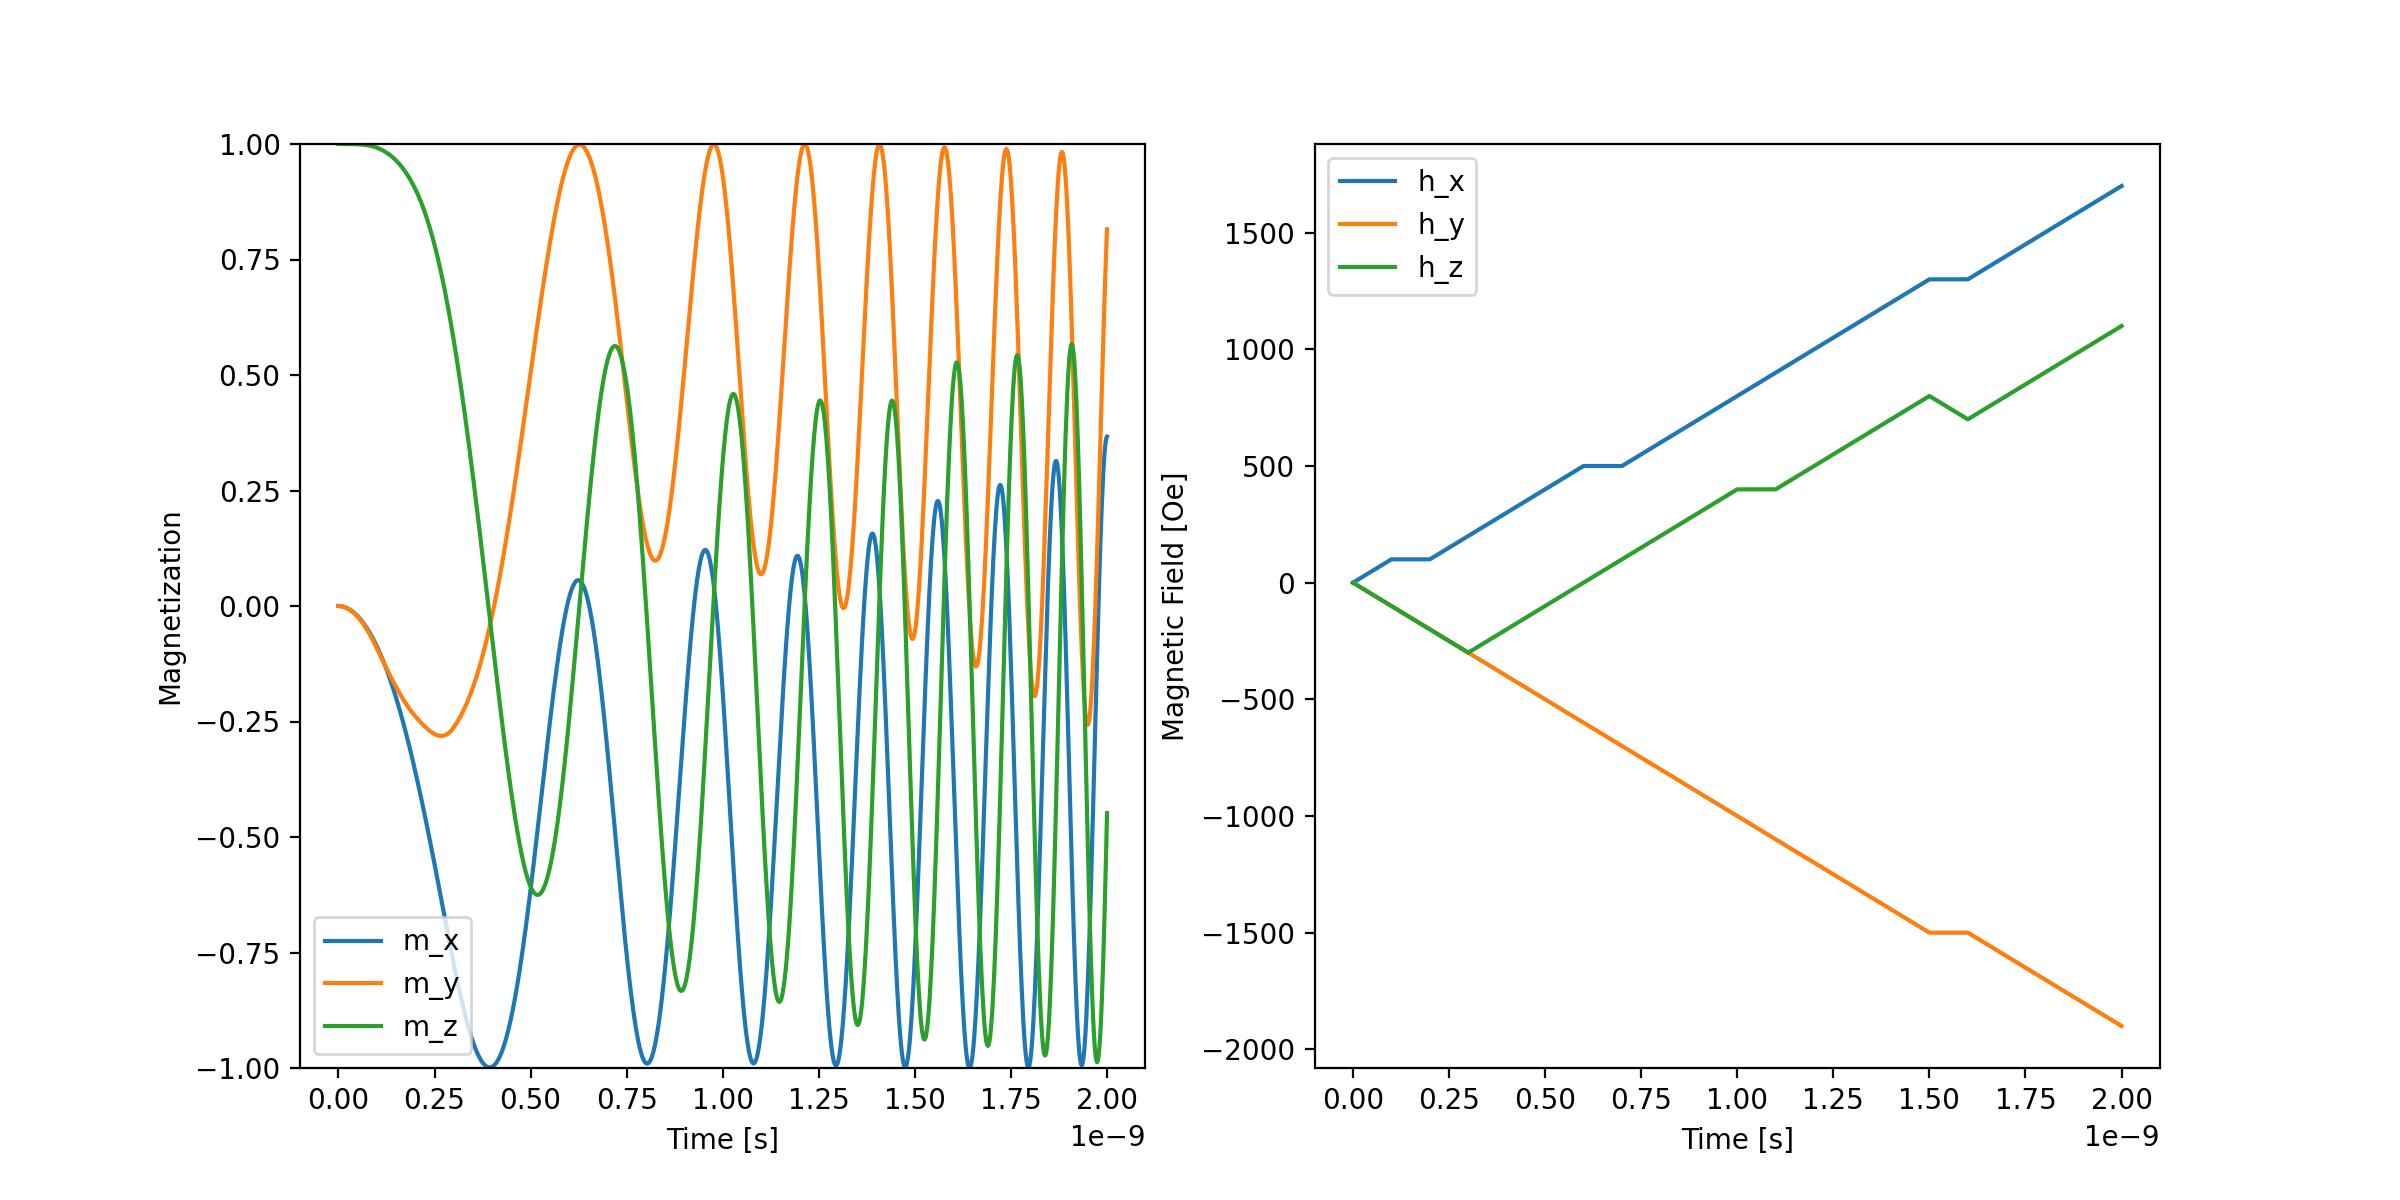 1.00
0.75
0.50
0.25
0.00
−0.25
−0.50
−0.75
−1.00
Magnetization
m_x
m_y
m_z
0.00 0.25 0.50 0.75 1.00 1.25 1.50 1.75 2.00
Time [s]
1e−9
1500
1000
500
0
−500
−1000
−1500
−2000
Magnetic Field [Oe]
h_x
h_y
h_z
0.00 0.25 0.50 0.75 1.00 1.25 1.50 1.75 2.00
Time [s]
1e−9